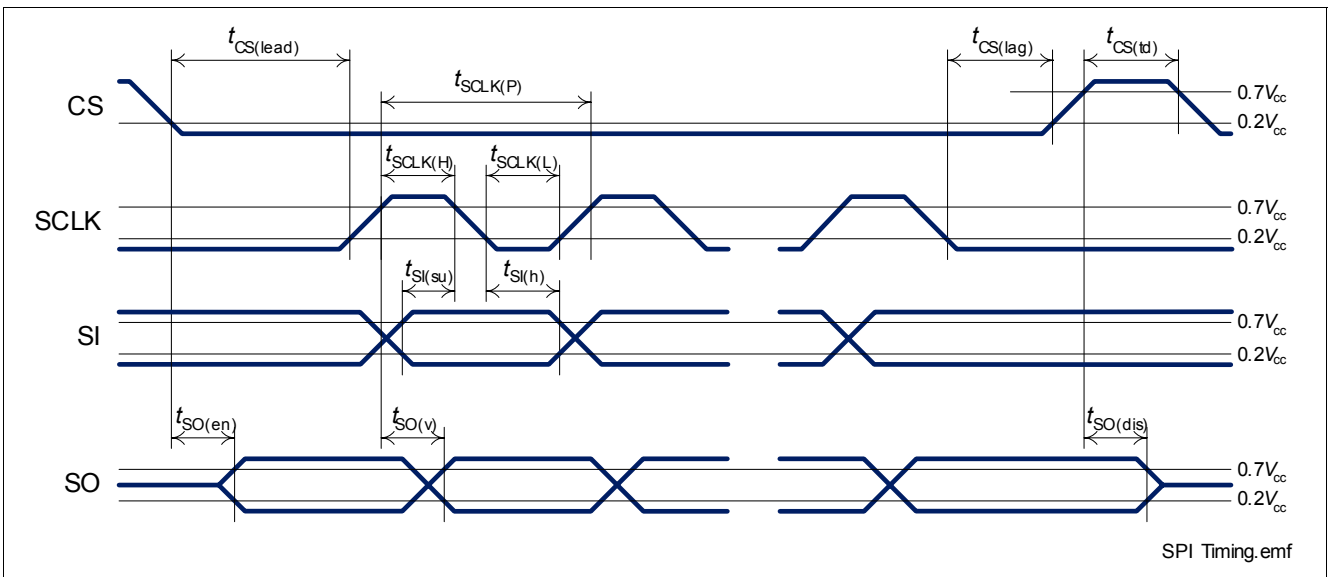 tCS(lead)
tCS(lag)
tCS(td)
tSCLK(P)
CS
0.7Vcc
0.2Vcc
tSCLK(H)
tSCLK(L)
SCLK
0.7Vcc
0.2Vcc
tSI(su)
tSI(h)
SI
0.7Vcc
0.2Vcc
tSO(en)
tSO(v)
tSO(dis)
SO
0.7Vcc
0.2Vcc
SPI Timing.emf